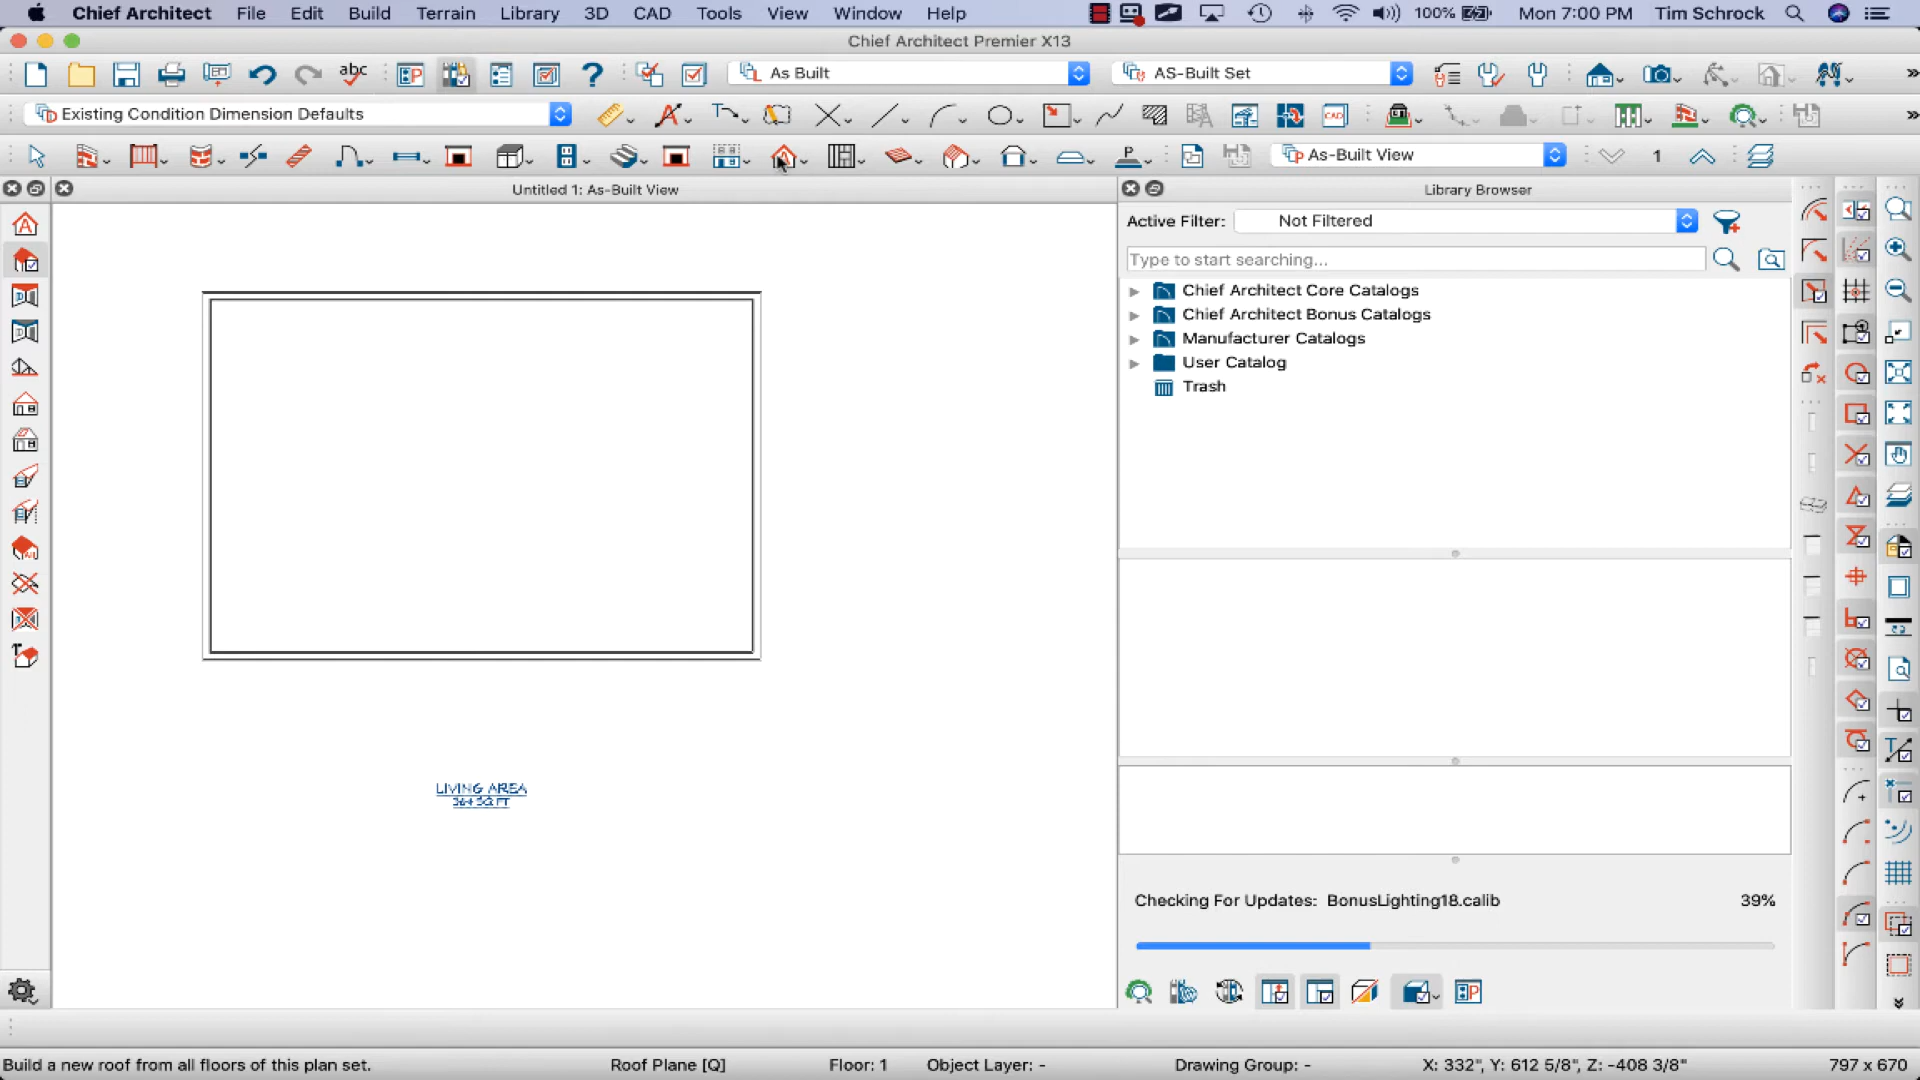 Chief Architect File Edit Build Terrain Library 3D CAD Tools View Window Help 100% Mon 7:00 PM Tim Schrock
Chief Architect Premier X13
abc As Built AS-Built Set
Existing Condition Dimension Defaults
As-Built View 1
Untitled 1: As-Built View
Library Browser
Active Filter: Not Filtered
Type to start searching...
Chief Architect Core Catalogs
Chief Architect Bonus Catalogs
Manufacturer Catalogs
User Catalog
Trash
LIVING AREA
364 SQ FT
Checking For Updates: BonusLighting18.calib 39%
Build a new roof from all floors of this plan set. Roof Plane [Q] Floor: 1 Object Layer: - Drawing Group: - X: 332", Y: 612 5/8", Z: -408 3/8" 797 x 670